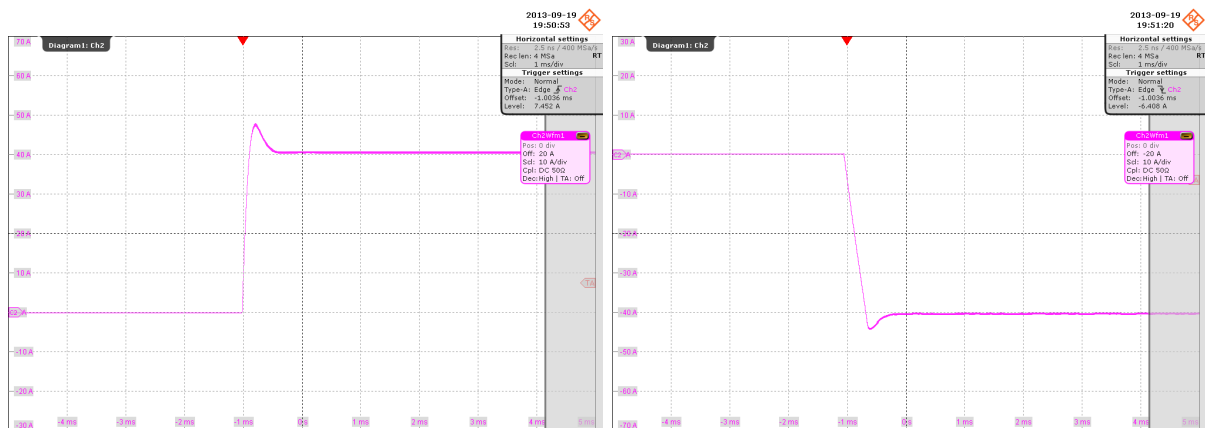 2013-09-19
19:50:53
Diagram1: Ch2
Horizontal settings
Res: 2.5 ns / 400 MSa/s
Rec len: 4 MSa RT
Scl: 1 ms/div
Trigger settings
Mode: Normal
Type-A: Edge Ch2
Offset: -1.0036 ms
Level: 7.452 A
Ch2Wfm1
Pos: 0 div
Off: 20 A
Scl: 10 A/div
Cpl: DC 50Ω
Dec: High | TA: Off
70 A
60 A
50 A
40 A
30 A
20 A
10 A
C2
TA
-10 A
-20 A
-30 A
-4 ms
-3 ms
-2 ms
-1 ms
0 s
1 ms
2 ms
3 ms
4 ms
5 ms
2013-09-19
19:51:20
Diagram1: Ch2
Horizontal settings
Res: 2.5 ns / 400 MSa/s
Rec len: 4 MSa RT
Scl: 1 ms/div
Trigger settings
Mode: Normal
Type-A: Edge Ch2
Offset: -1.0036 ms
Level: -6.408 A
Ch2Wfm1
Pos: 0 div
Off: -20 A
Scl: 10 A/div
Cpl: DC 50Ω
Dec: High | TA: Off
30 A
20 A
10 A
C2
-10 A
-20 A
-30 A
-40 A
-50 A
-60 A
-70 A
-4 ms
-3 ms
-2 ms
-1 ms
0 s
1 ms
2 ms
3 ms
4 ms
5 ms